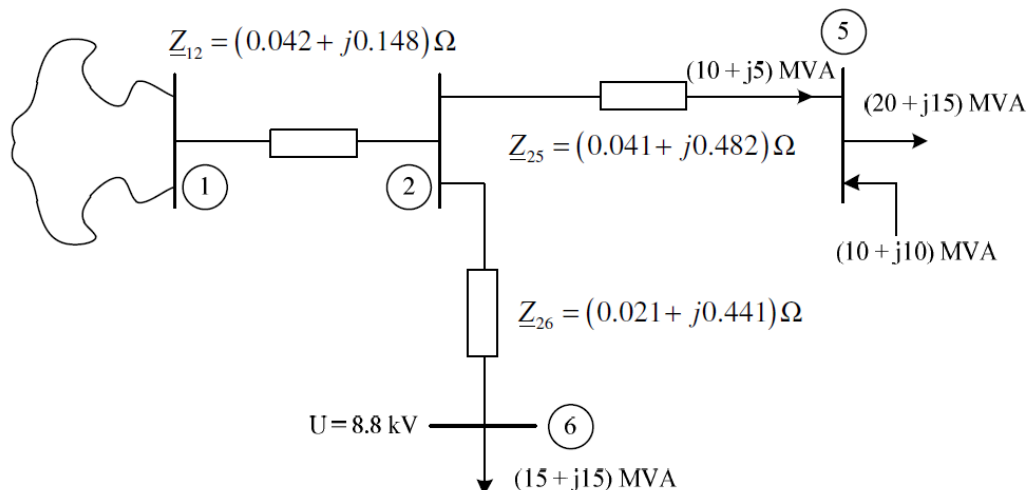 Z₁₂ = (0.042 + j0.148) Ω
5
(10 + j5) MVA
(20 + j15) MVA
Z₂₅ = (0.041 + j0.482) Ω
1
2
(10 + j10) MVA
Z₂₆ = (0.021 + j0.441) Ω
U = 8.8 kV
6
(15 + j15) MVA